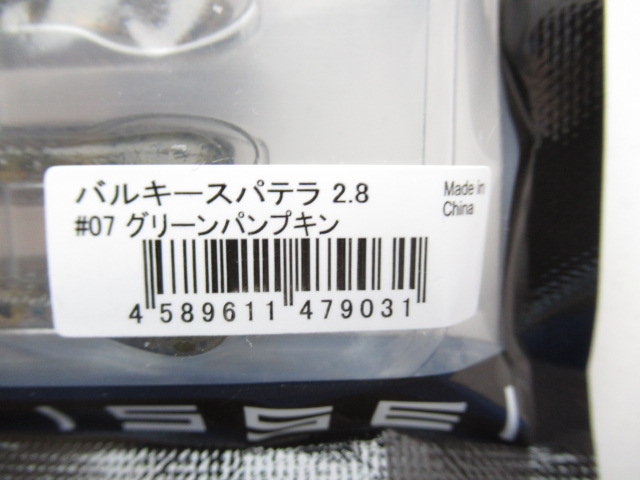 バルキースパテラ 2.8
#07 グリーンパンプキン
Made in
China
4 589611 479031